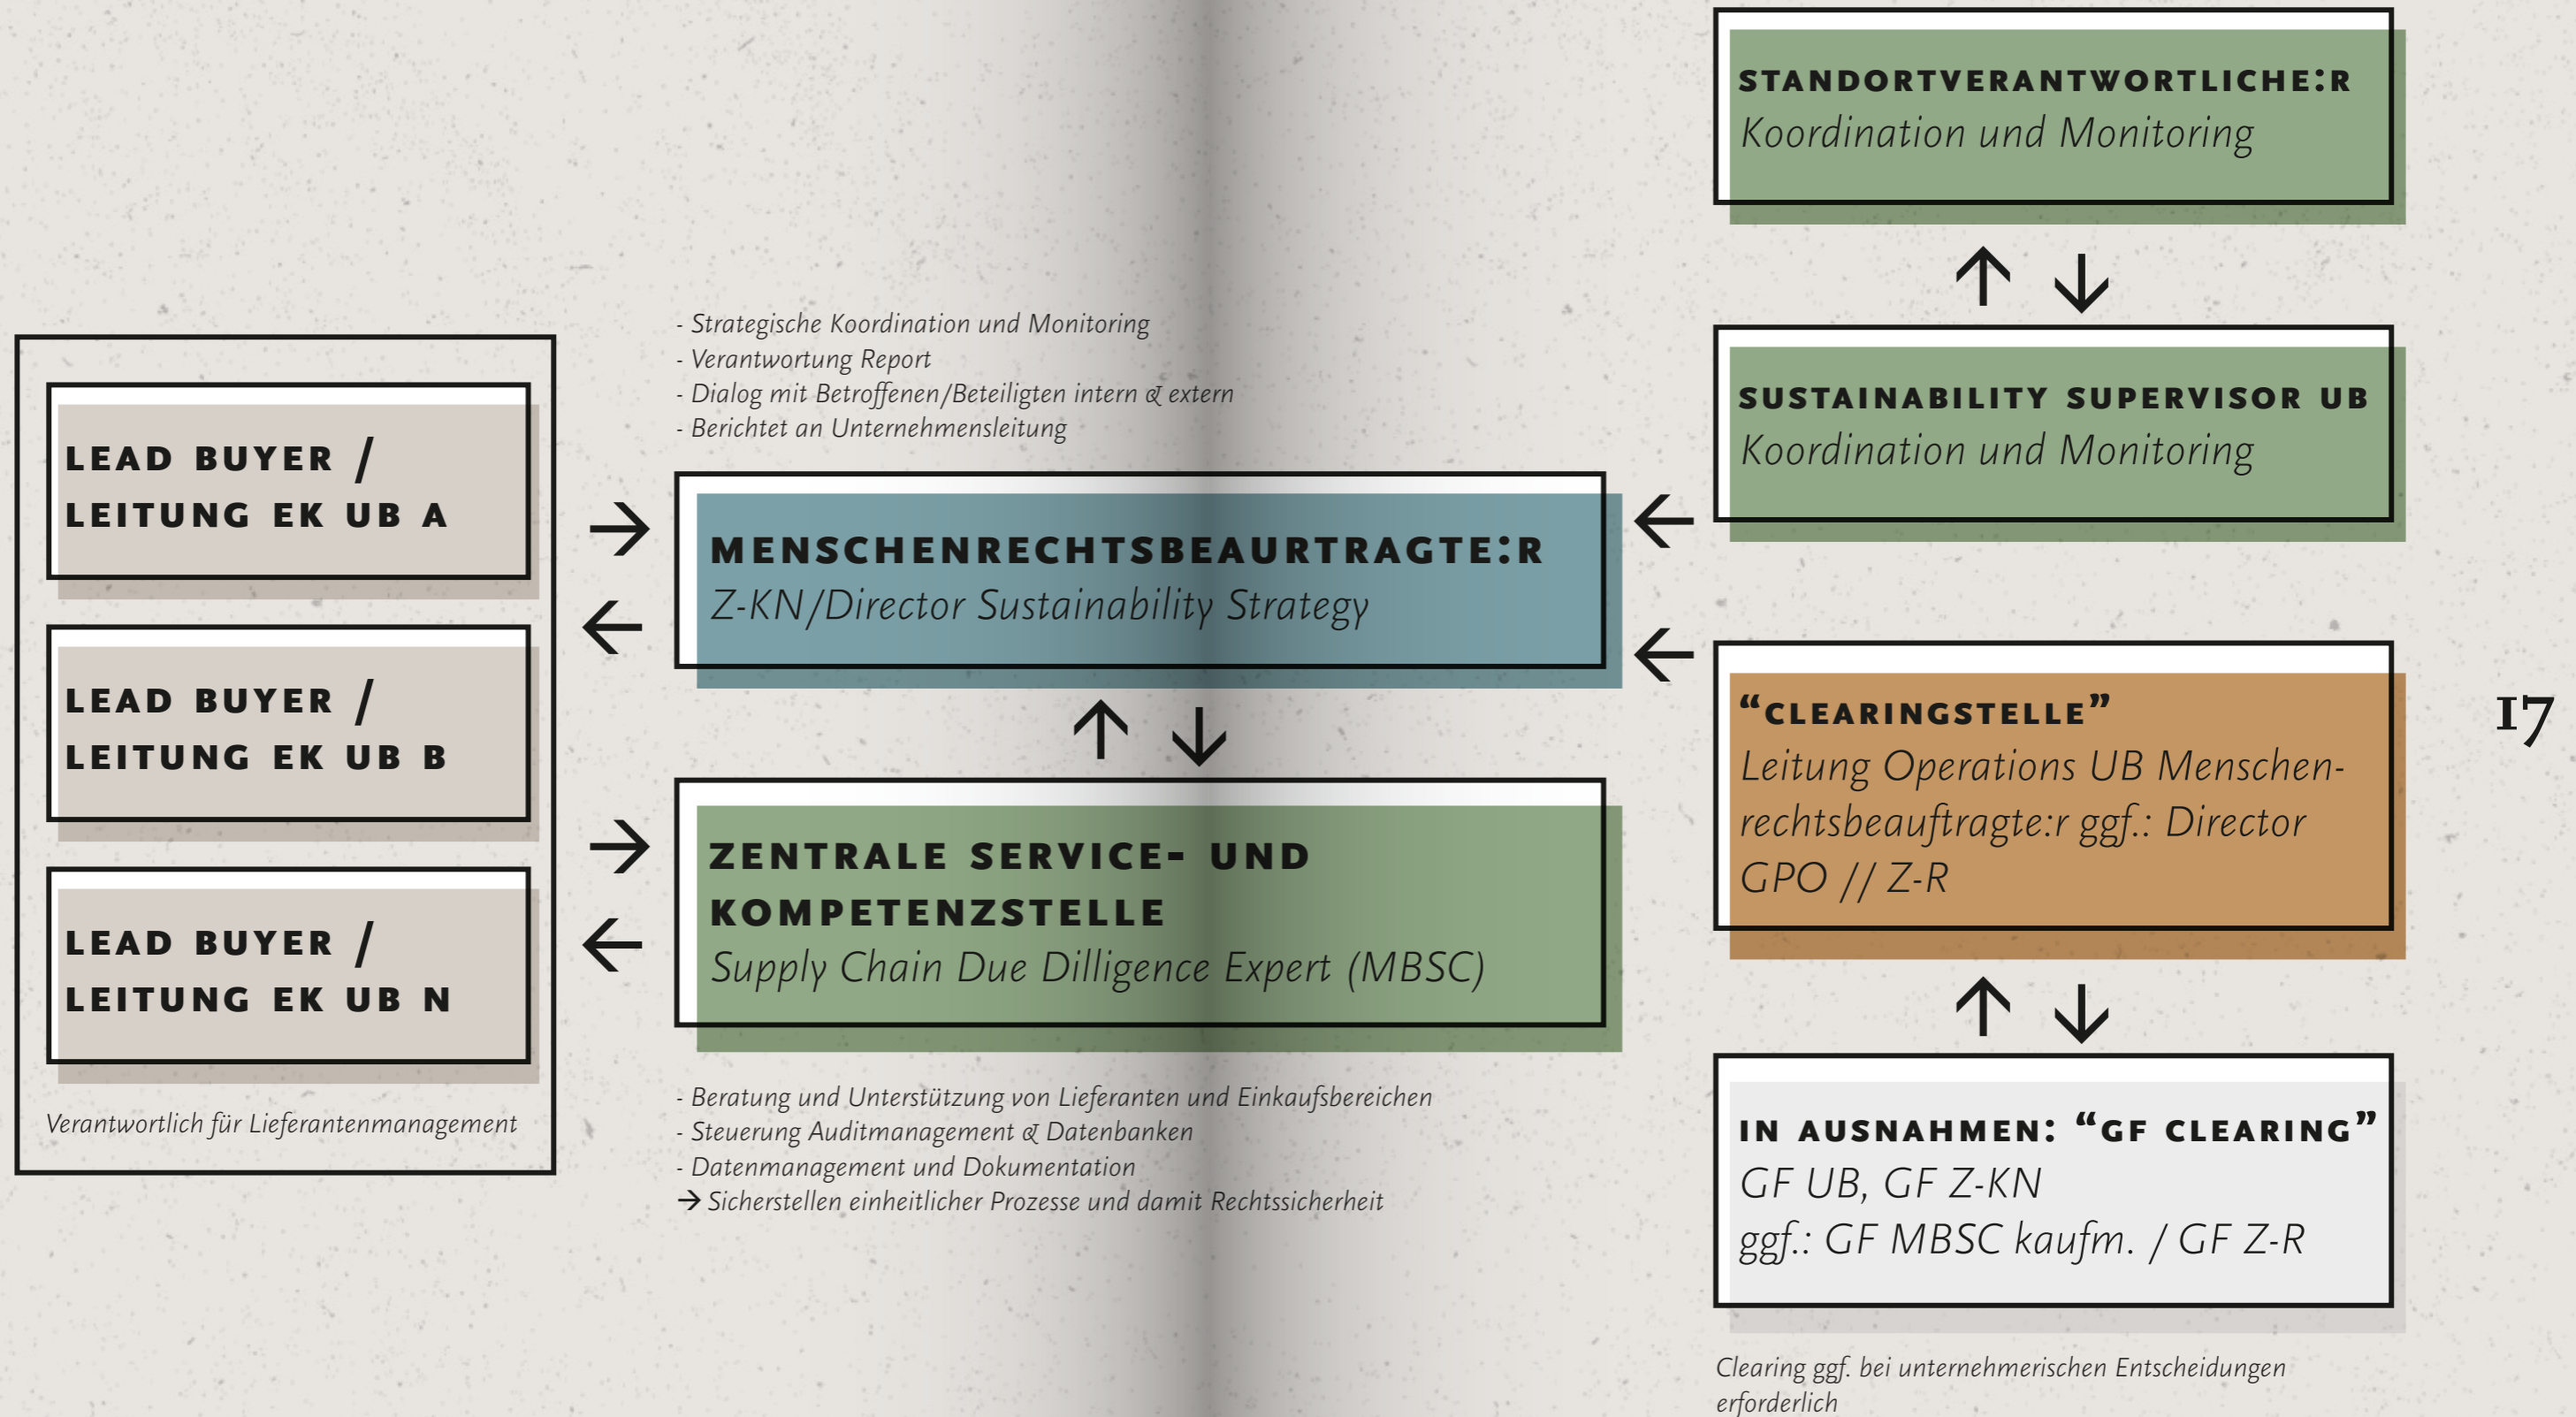 LEAD BUYER /
LEITUNG EK UB A
LEAD BUYER /
LEITUNG EK UB B
LEAD BUYER /
LEITUNG EK UB N
Verantwortlich für Lieferantenmanagement
- Strategische Koordination und Monitoring
- Verantwortung Report
- Dialog mit Betroffenen/Beteiligten intern & extern
- Berichtet an Unternehmensleitung
MENSCHENRECHTSBEAURTRAGTE:R
Z-KN/Director Sustainability Strategy
ZENTRALE SERVICE- UND
KOMPETENZSTELLE
Supply Chain Due Dilligence Expert (MBSC)
- Beratung und Unterstützung von Lieferanten und Einkaufsbereichen
- Steuerung Auditmanagement & Datenbanken
- Datenmanagement und Dokumentation
→ Sicherstellen einheitlicher Prozesse und damit Rechtssicherheit
STANDORTVERANTWORTLICHE:R
Koordination und Monitoring
SUSTAINABILITY SUPERVISOR UB
Koordination und Monitoring
“CLEARINGSTELLE”
Leitung Operations UB Menschen-
rechtsbeauftragte:r ggf.: Director
GPO // Z-R
IN AUSNAHMEN: “GF CLEARING”
GF UB, GF Z-KN
ggf.: GF MBSC kaufm. / GF Z-R
Clearing ggf. bei unternehmerischen Entscheidungen
erforderlich
17